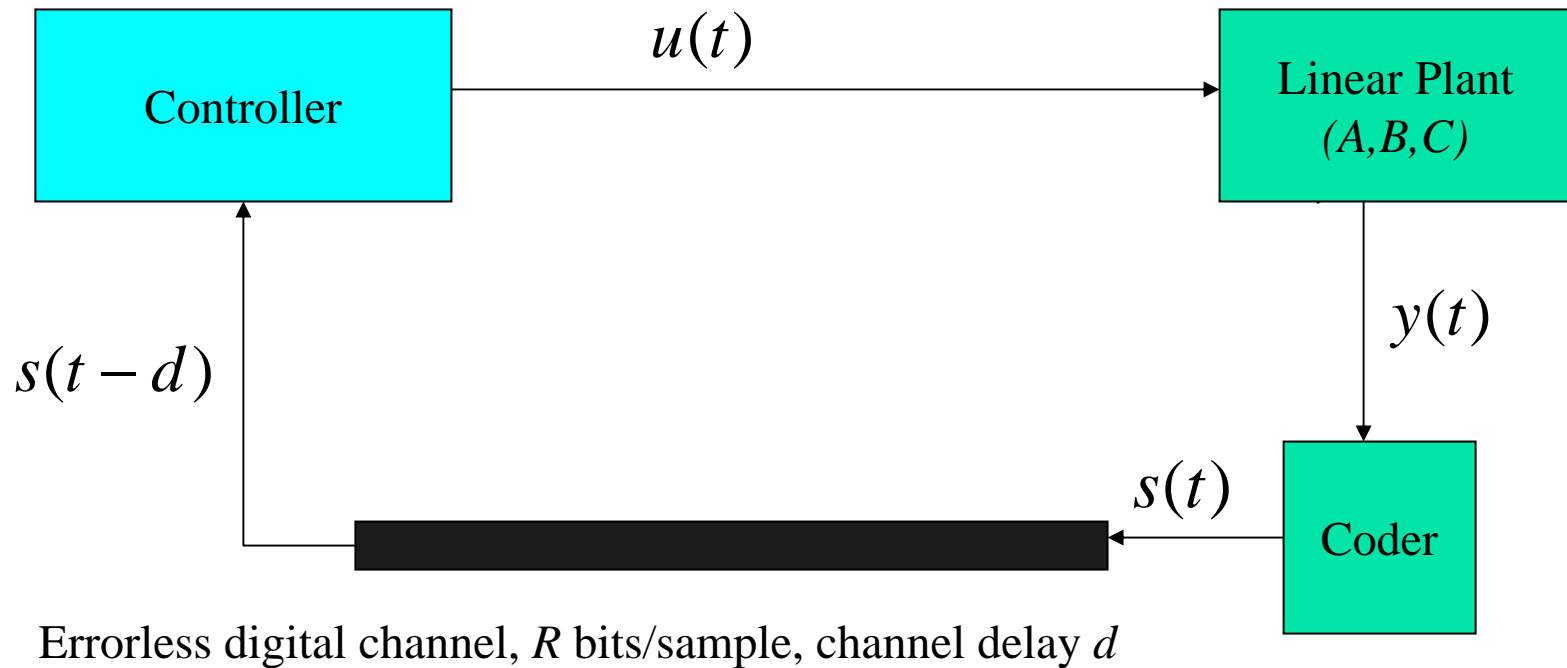 u(t)
Controller
Linear Plant
(A,B,C)
y(t)
s(t − d)
s(t)
Coder
Errorless digital channel, R bits/sample, channel delay d